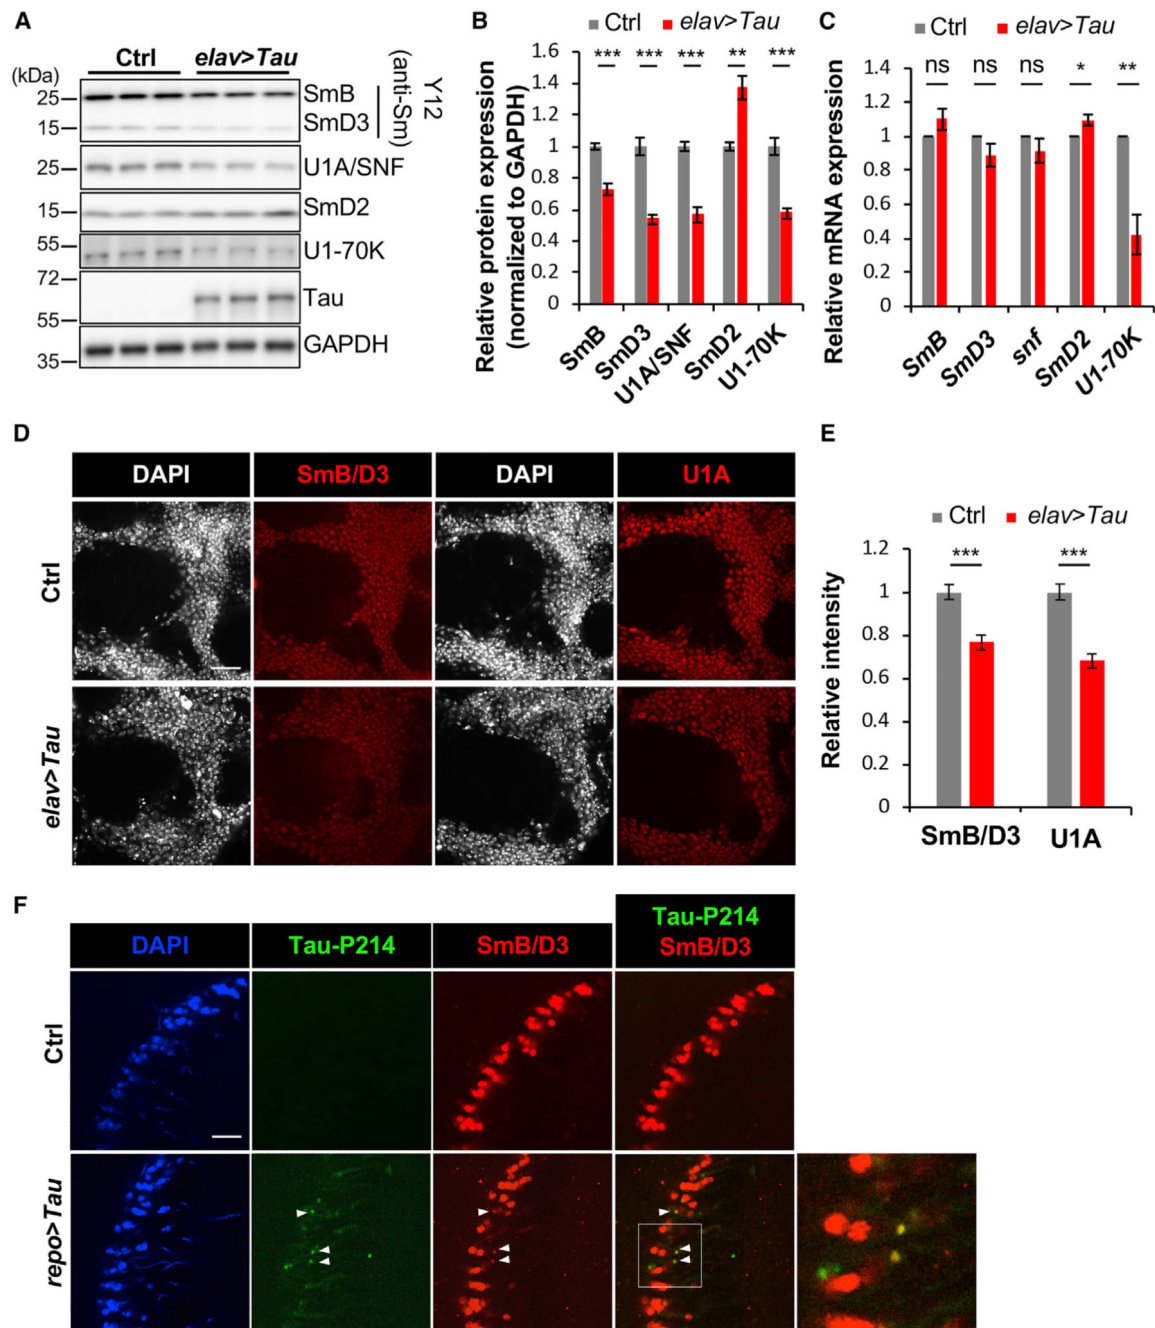 A
Ctrl
elav>Tau
(kDa)
25
15
25
15
55
72
55
35
SmB
SmD3
Y12
(anti-Sm)
U1A/SNF
SmD2
U1-70K
Tau
GAPDH
B
Ctrl elav>Tau
Relative protein expression
(normalized to GAPDH)
1.6
1.4
1.2
1
0.8
0.6
0.4
0.2
0
*** *** *** ** ***
SmB SmD3 U1A/SNF SmD2 U1-70K
C
Ctrl elav>Tau
Relative mRNA expression
1.4
1.2
1
0.8
0.6
0.4
0.2
0
ns ns ns * **
SmB SmD3 snf SmD2 U1-70K
D
DAPI SmB/D3 DAPI U1A
Ctrl
elav>Tau
E
Ctrl elav>Tau
Relative intensity
1.2
1
0.8
0.6
0.4
0.2
0
*** ***
SmB/D3 U1A
F
DAPI Tau-P214 SmB/D3 Tau-P214
SmB/D3
Ctrl
repo>Tau